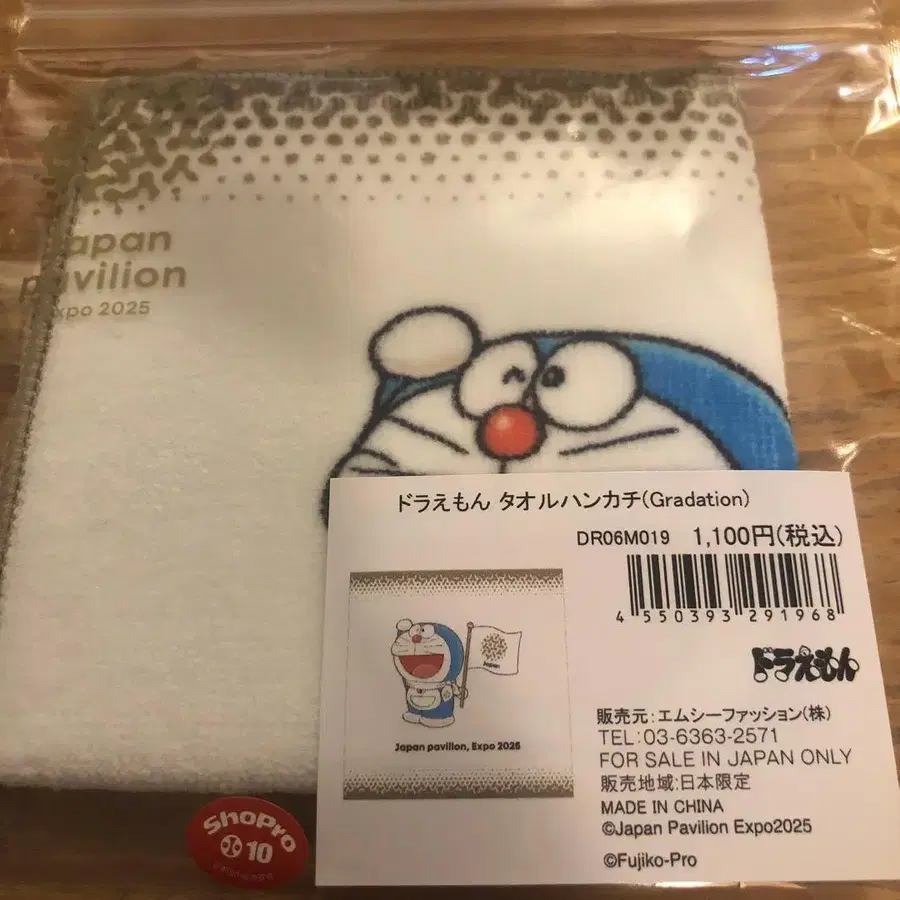 Japan
pavilion
Expo 2025
ドラえもん タオルハンカチ(Gradation)
DR06M019 1,100円(税込)
4 550393 291968
Japan
Japan pavilion, Expo 2025
ドラえもん
販売元:エムシーファッション(株)
TEL:03-6363-2571
FOR SALE IN JAPAN ONLY
販売地域:日本限定
MADE IN CHINA
©Japan Pavilion Expo2025
©Fujiko-Pro
ShoPro
10